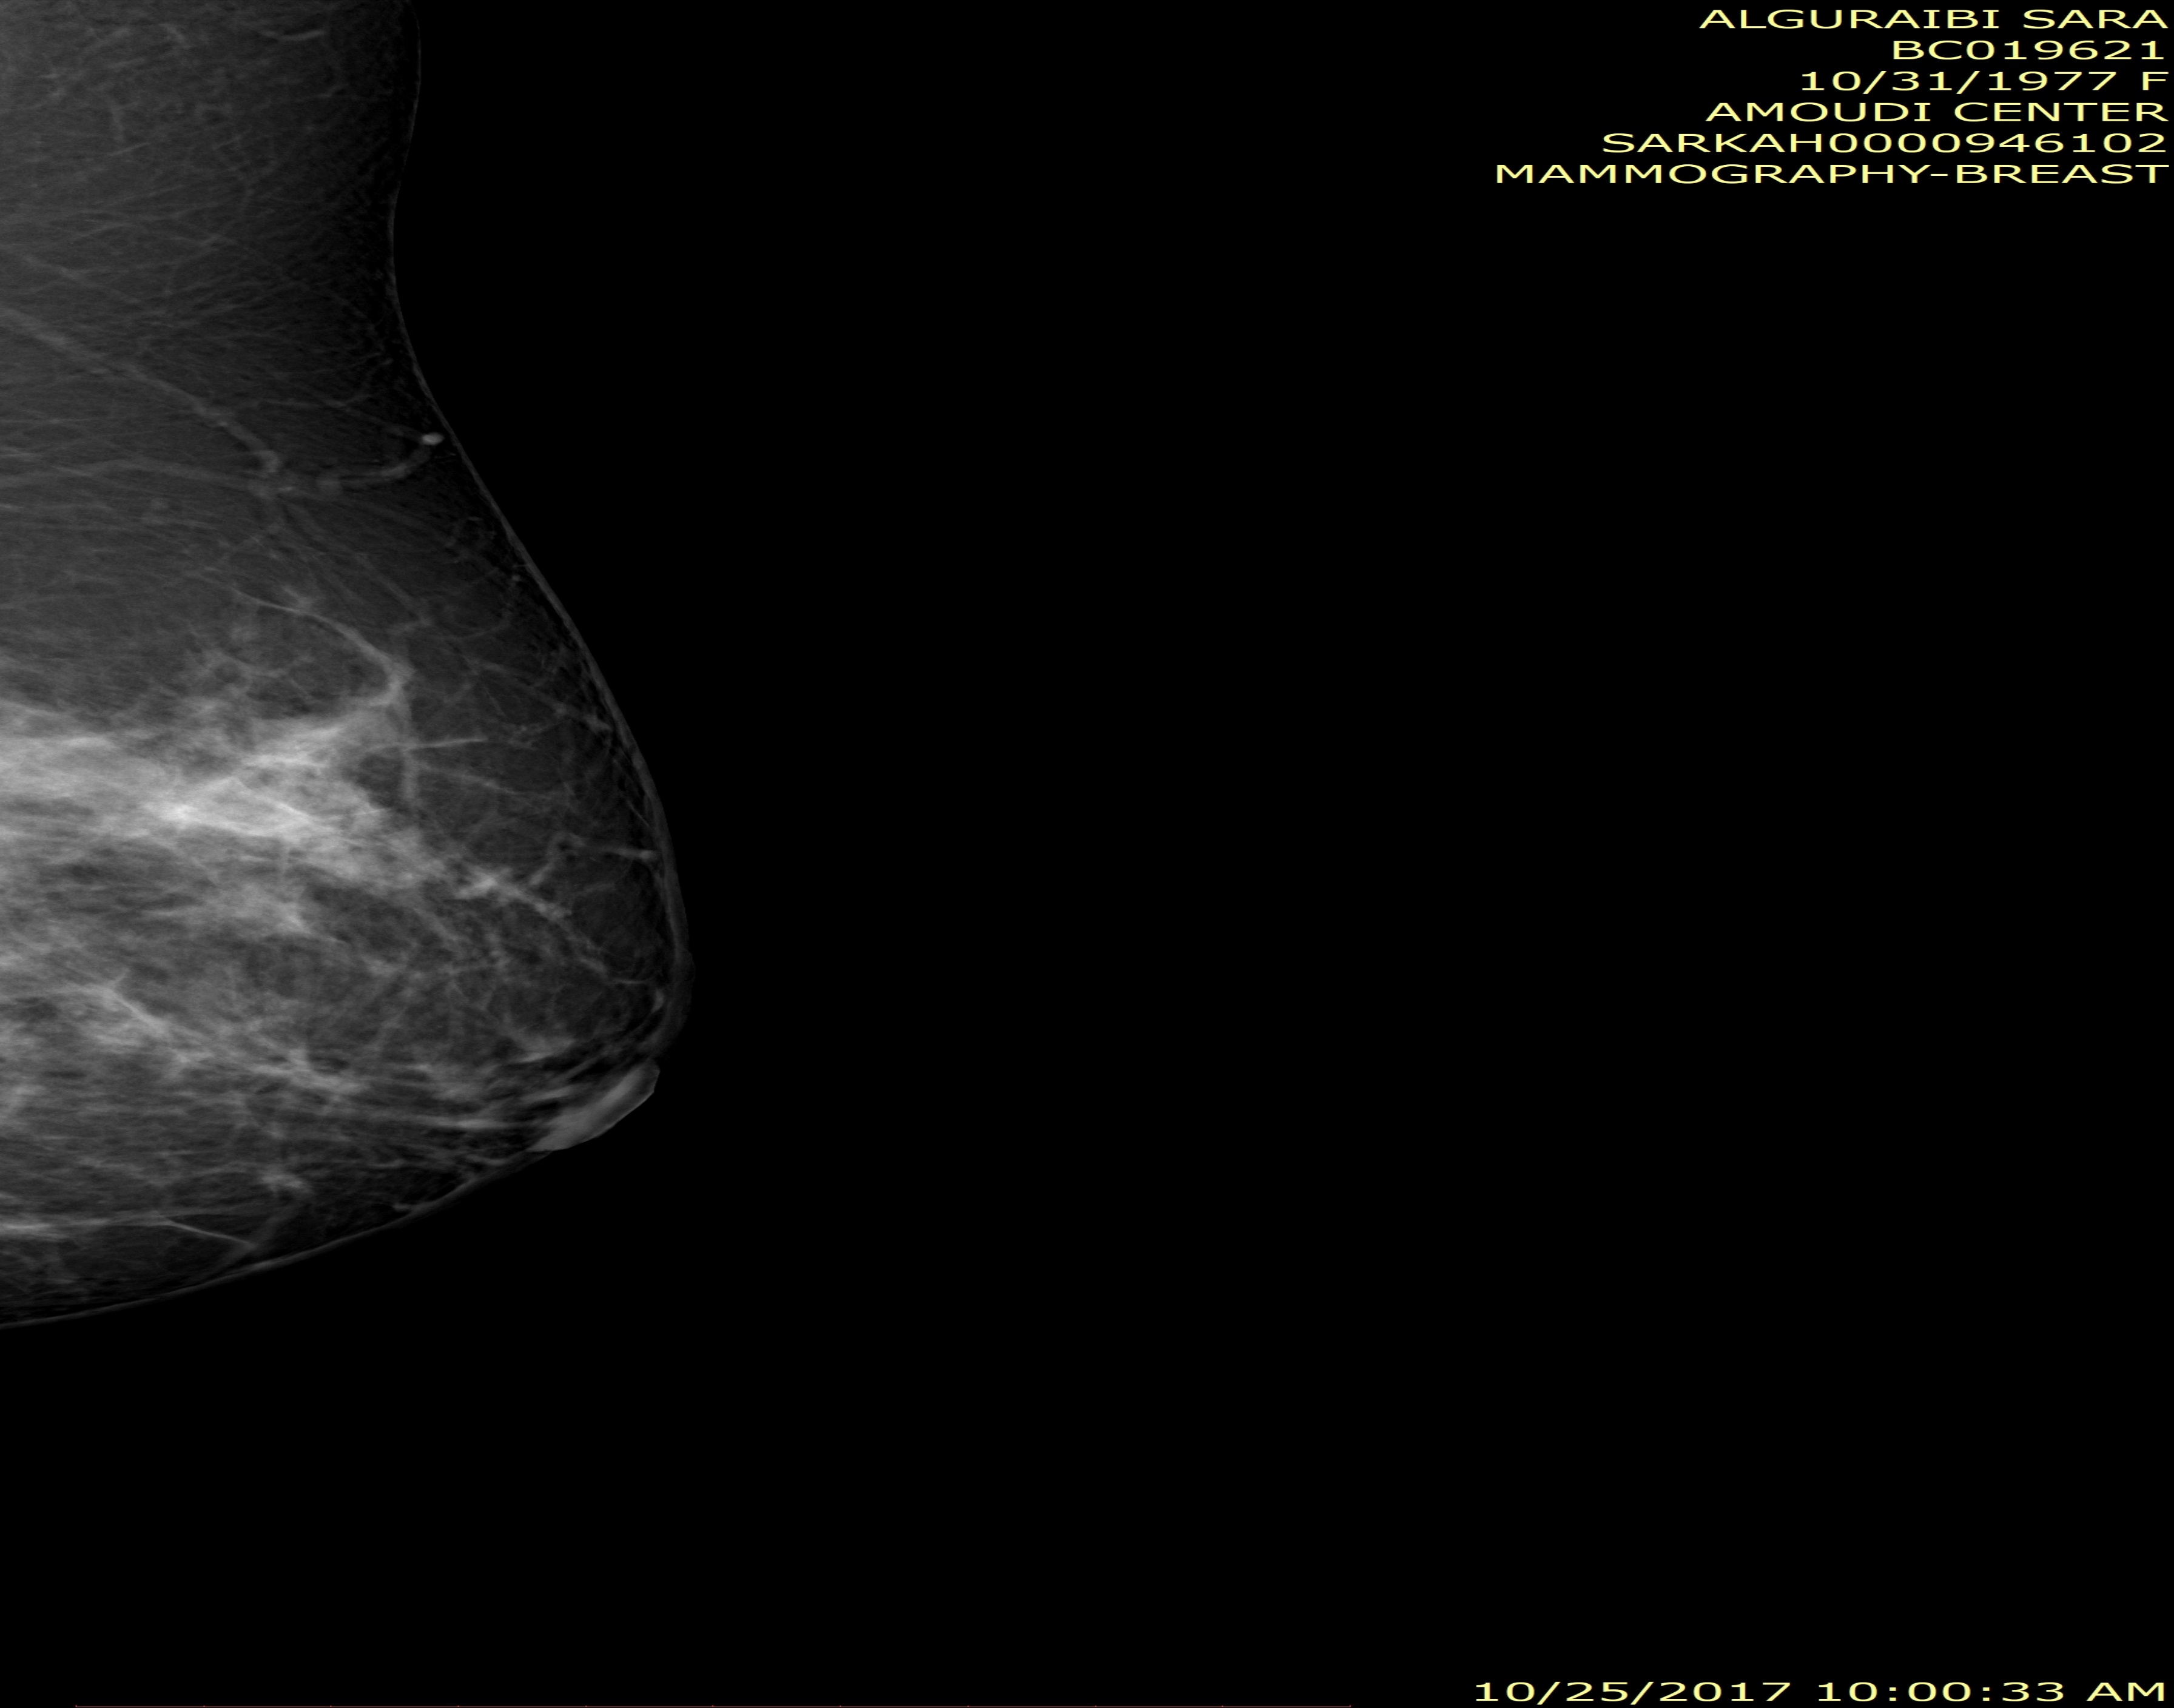 ALGURAIBI SARA
BC019621
10/31/1977 F
AMOUDI CENTER
SARKAH0000946102
MAMMOGRAPHY-BREAST
10/25/2017 10:00:33 AM